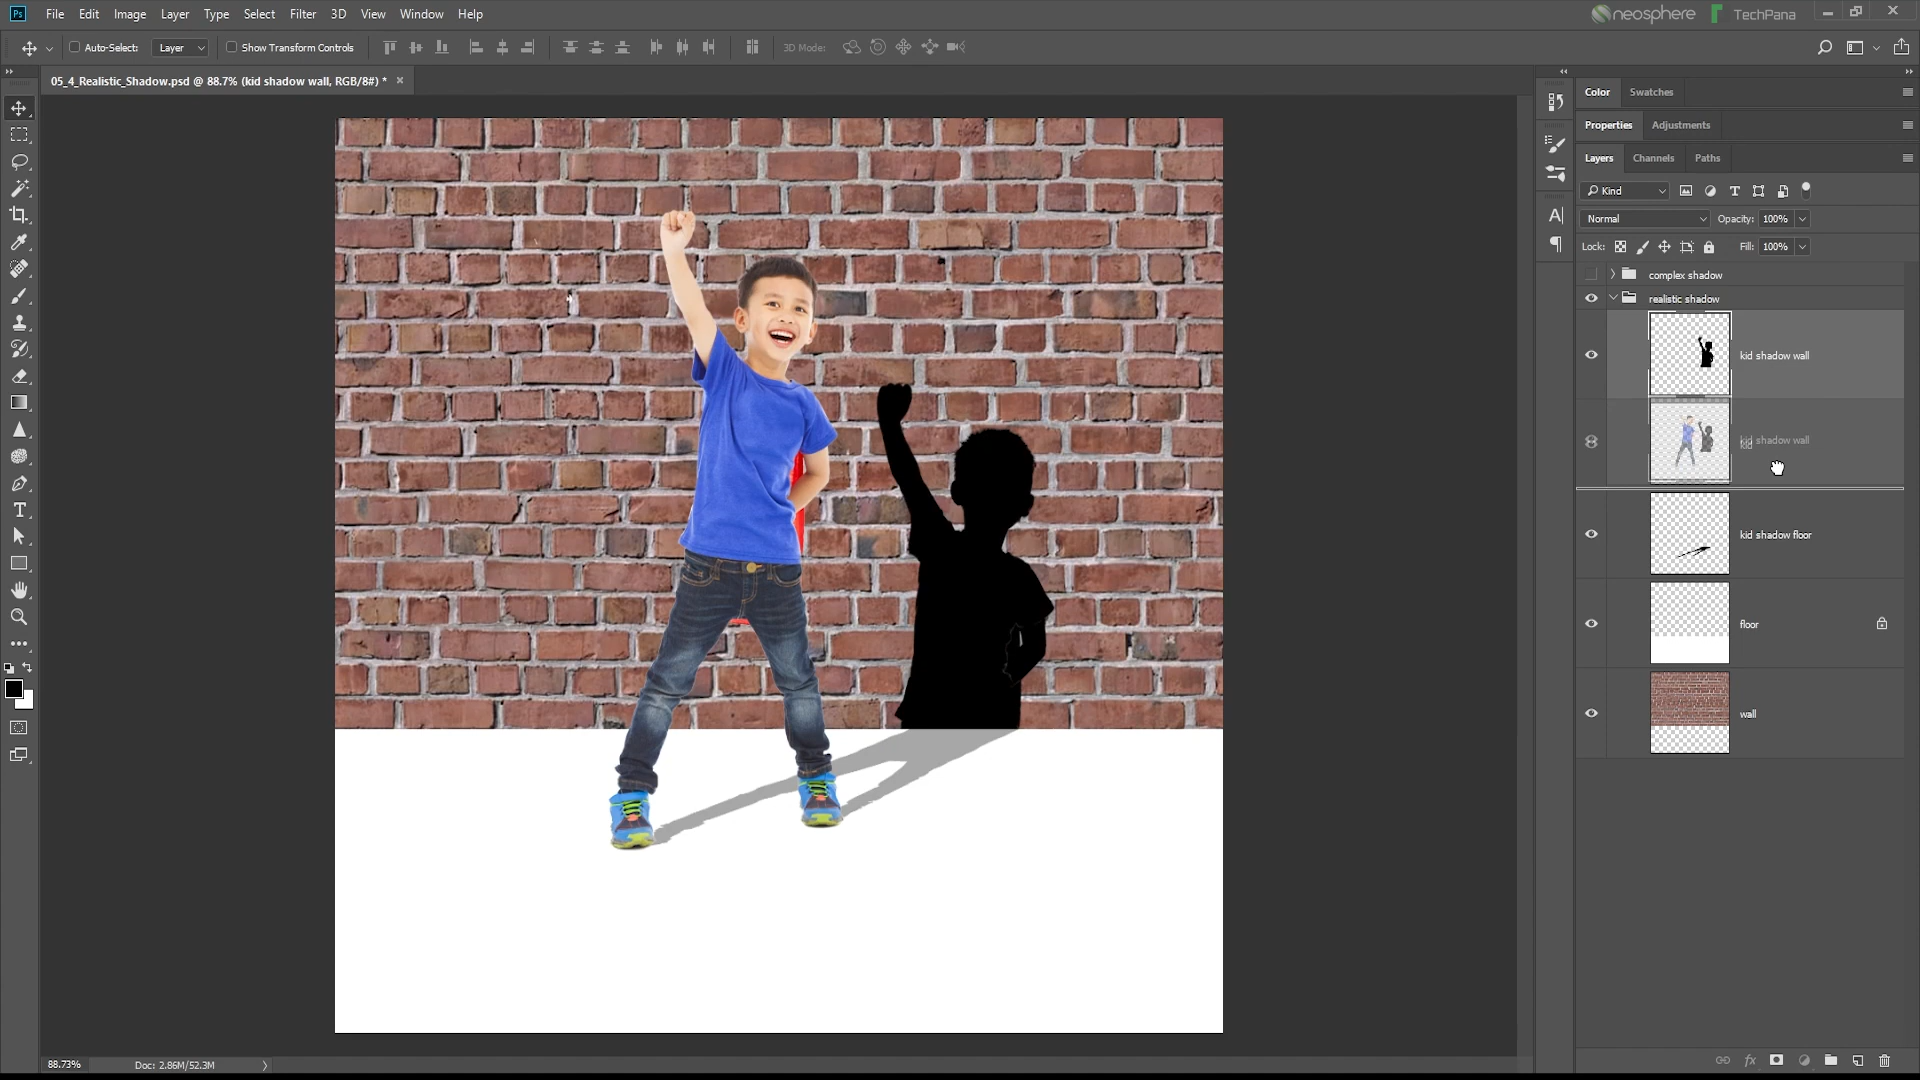 Ps File Edit Image Layer Type Select Filter 3D View Window Help
neosphere TechPana
Auto-Select: Layer Show Transform Controls 3D Mode:
05_4_Realistic_Shadow.psd @ 88.7% (kid shadow wall, RGB/8#) *
Color Swatches
Properties Adjustments
Layers Channels Paths
Kind
Normal Opacity: 100%
Lock: Fill: 100%
complex shadow
realistic shadow
kid shadow wall
kid shadow wall
kid
kid shadow floor
floor
wall
88.73% Doc: 2.86M/52.3M